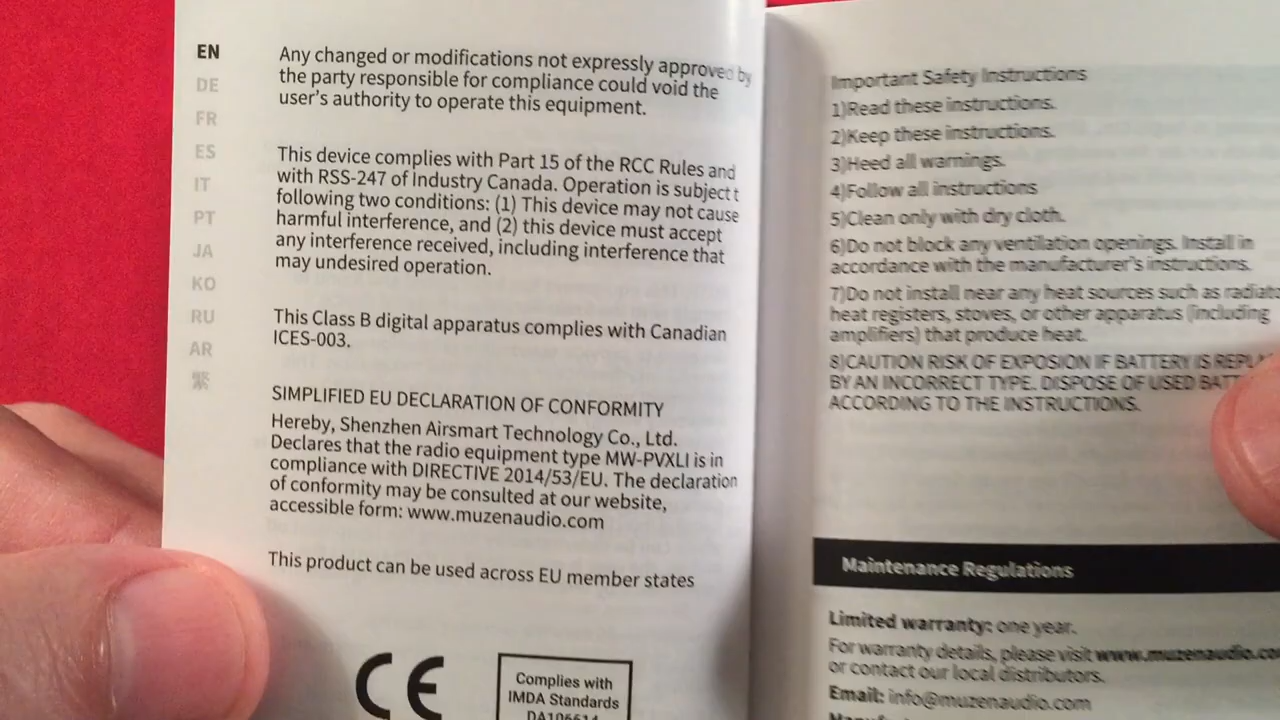 EN
DE
FR
ES
IT
PT
JA
KO
RU
AR
繁
Any changed or modifications not expressly approved by
the party responsible for compliance could void the
user's authority to operate this equipment.
This device complies with Part 15 of the RCC Rules and
with RSS-247 of Industry Canada. Operation is subject t
following two conditions: (1) This device may not cause
harmful interference, and (2) this device must accept
any interference received, including interference that
may undesired operation.
This Class B digital apparatus complies with Canadian
ICES-003.
SIMPLIFIED EU DECLARATION OF CONFORMITY
Hereby, Shenzhen Airsmart Technology Co., Ltd.
Declares that the radio equipment type MW-PVXLI is in
compliance with DIRECTIVE 2014/53/EU. The declaration
of conformity may be consulted at our website,
accessible form: www.muzenaudio.com
This product can be used across EU member states
CE
Complies with
IMDA Standards
DA106614
Important Safety Instructions
1)Read these instructions.
2)Keep these instructions.
3)Heed all warnings.
4)Follow all instructions
5)Clean only with dry cloth.
6)Do not block any ventilation openings. Install in
accordance with the manufacturer's instructions.
7)Do not install near any heat sources such as radiat
heat registers, stoves, or other apparatus (including
amplifiers) that produce heat.
8)CAUTION RISK OF EXPOSION IF BATTERY IS REPL
BY AN INCORRECT TYPE. DISPOSE OF USED BATT
ACCORDING TO THE INSTRUCTIONS.
Maintenance Regulations
Limited warranty: one year.
For warranty details, please visit www.muzenaudio.co
or contact our local distributors.
Email: info@muzenaudio.com